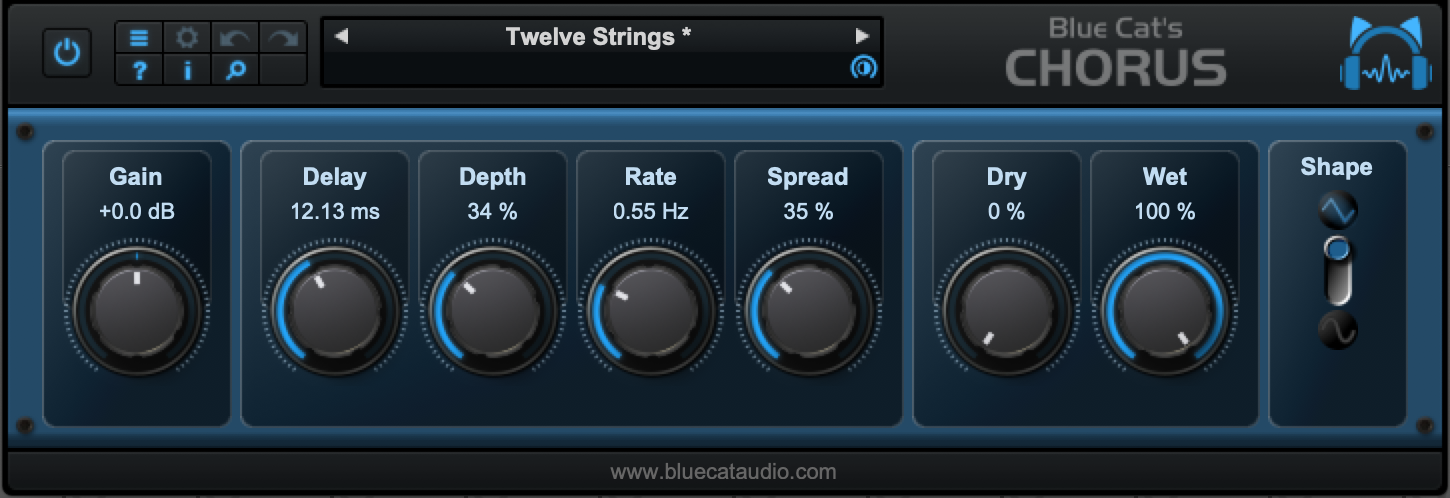 Twelve Strings *
Blue Cat's
CHORUS
? i
Gain
+0.0 dB
Delay
12.13 ms
Depth
34 %
Rate
0.55 Hz
Spread
35 %
Dry
0 %
Wet
100 %
Shape
www.bluecataudio.com